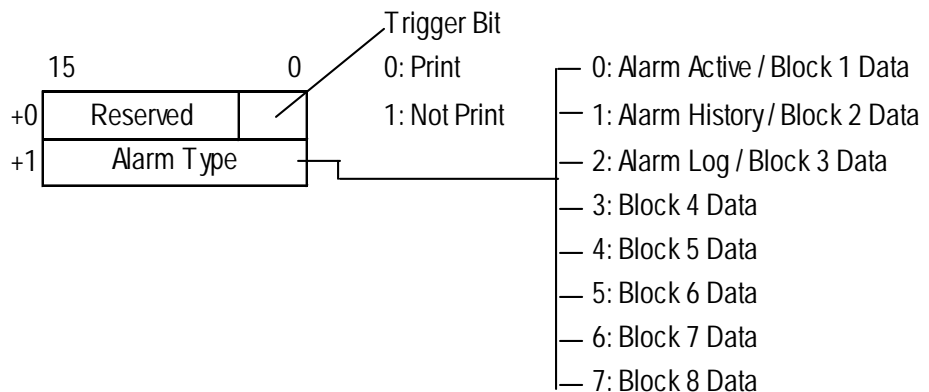 Trigger Bit
15 0 0: Print
+0 Reserved 1: Not Print
+1 Alarm Type
0: Alarm Active / Block 1 Data
1: Alarm History / Block 2 Data
2: Alarm Log / Block 3 Data
3: Block 4 Data
4: Block 5 Data
5: Block 6 Data
6: Block 7 Data
7: Block 8 Data